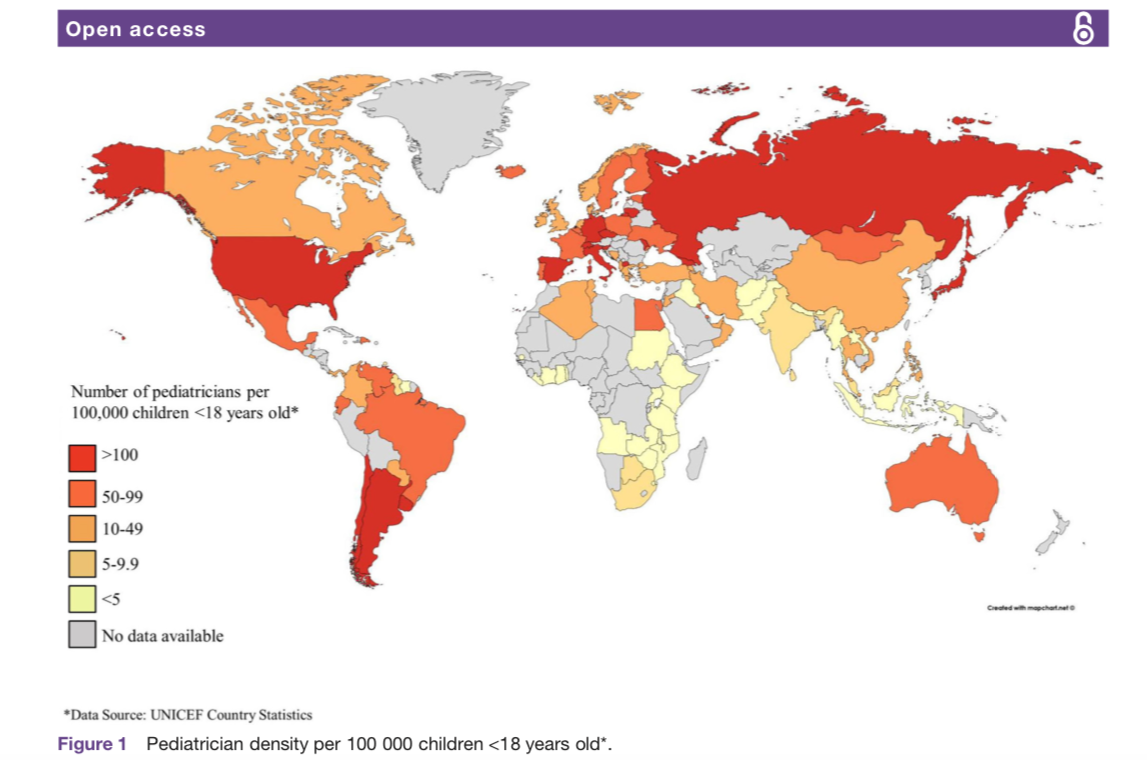 Open access
Number of pediatricians per
100,000 children <18 years old*
>100
50-99
10-49
5-9.9
<5
No data available
Created with mapchart.net ©
*Data Source: UNICEF Country Statistics
Figure 1 Pediatrician density per 100 000 children <18 years old*.